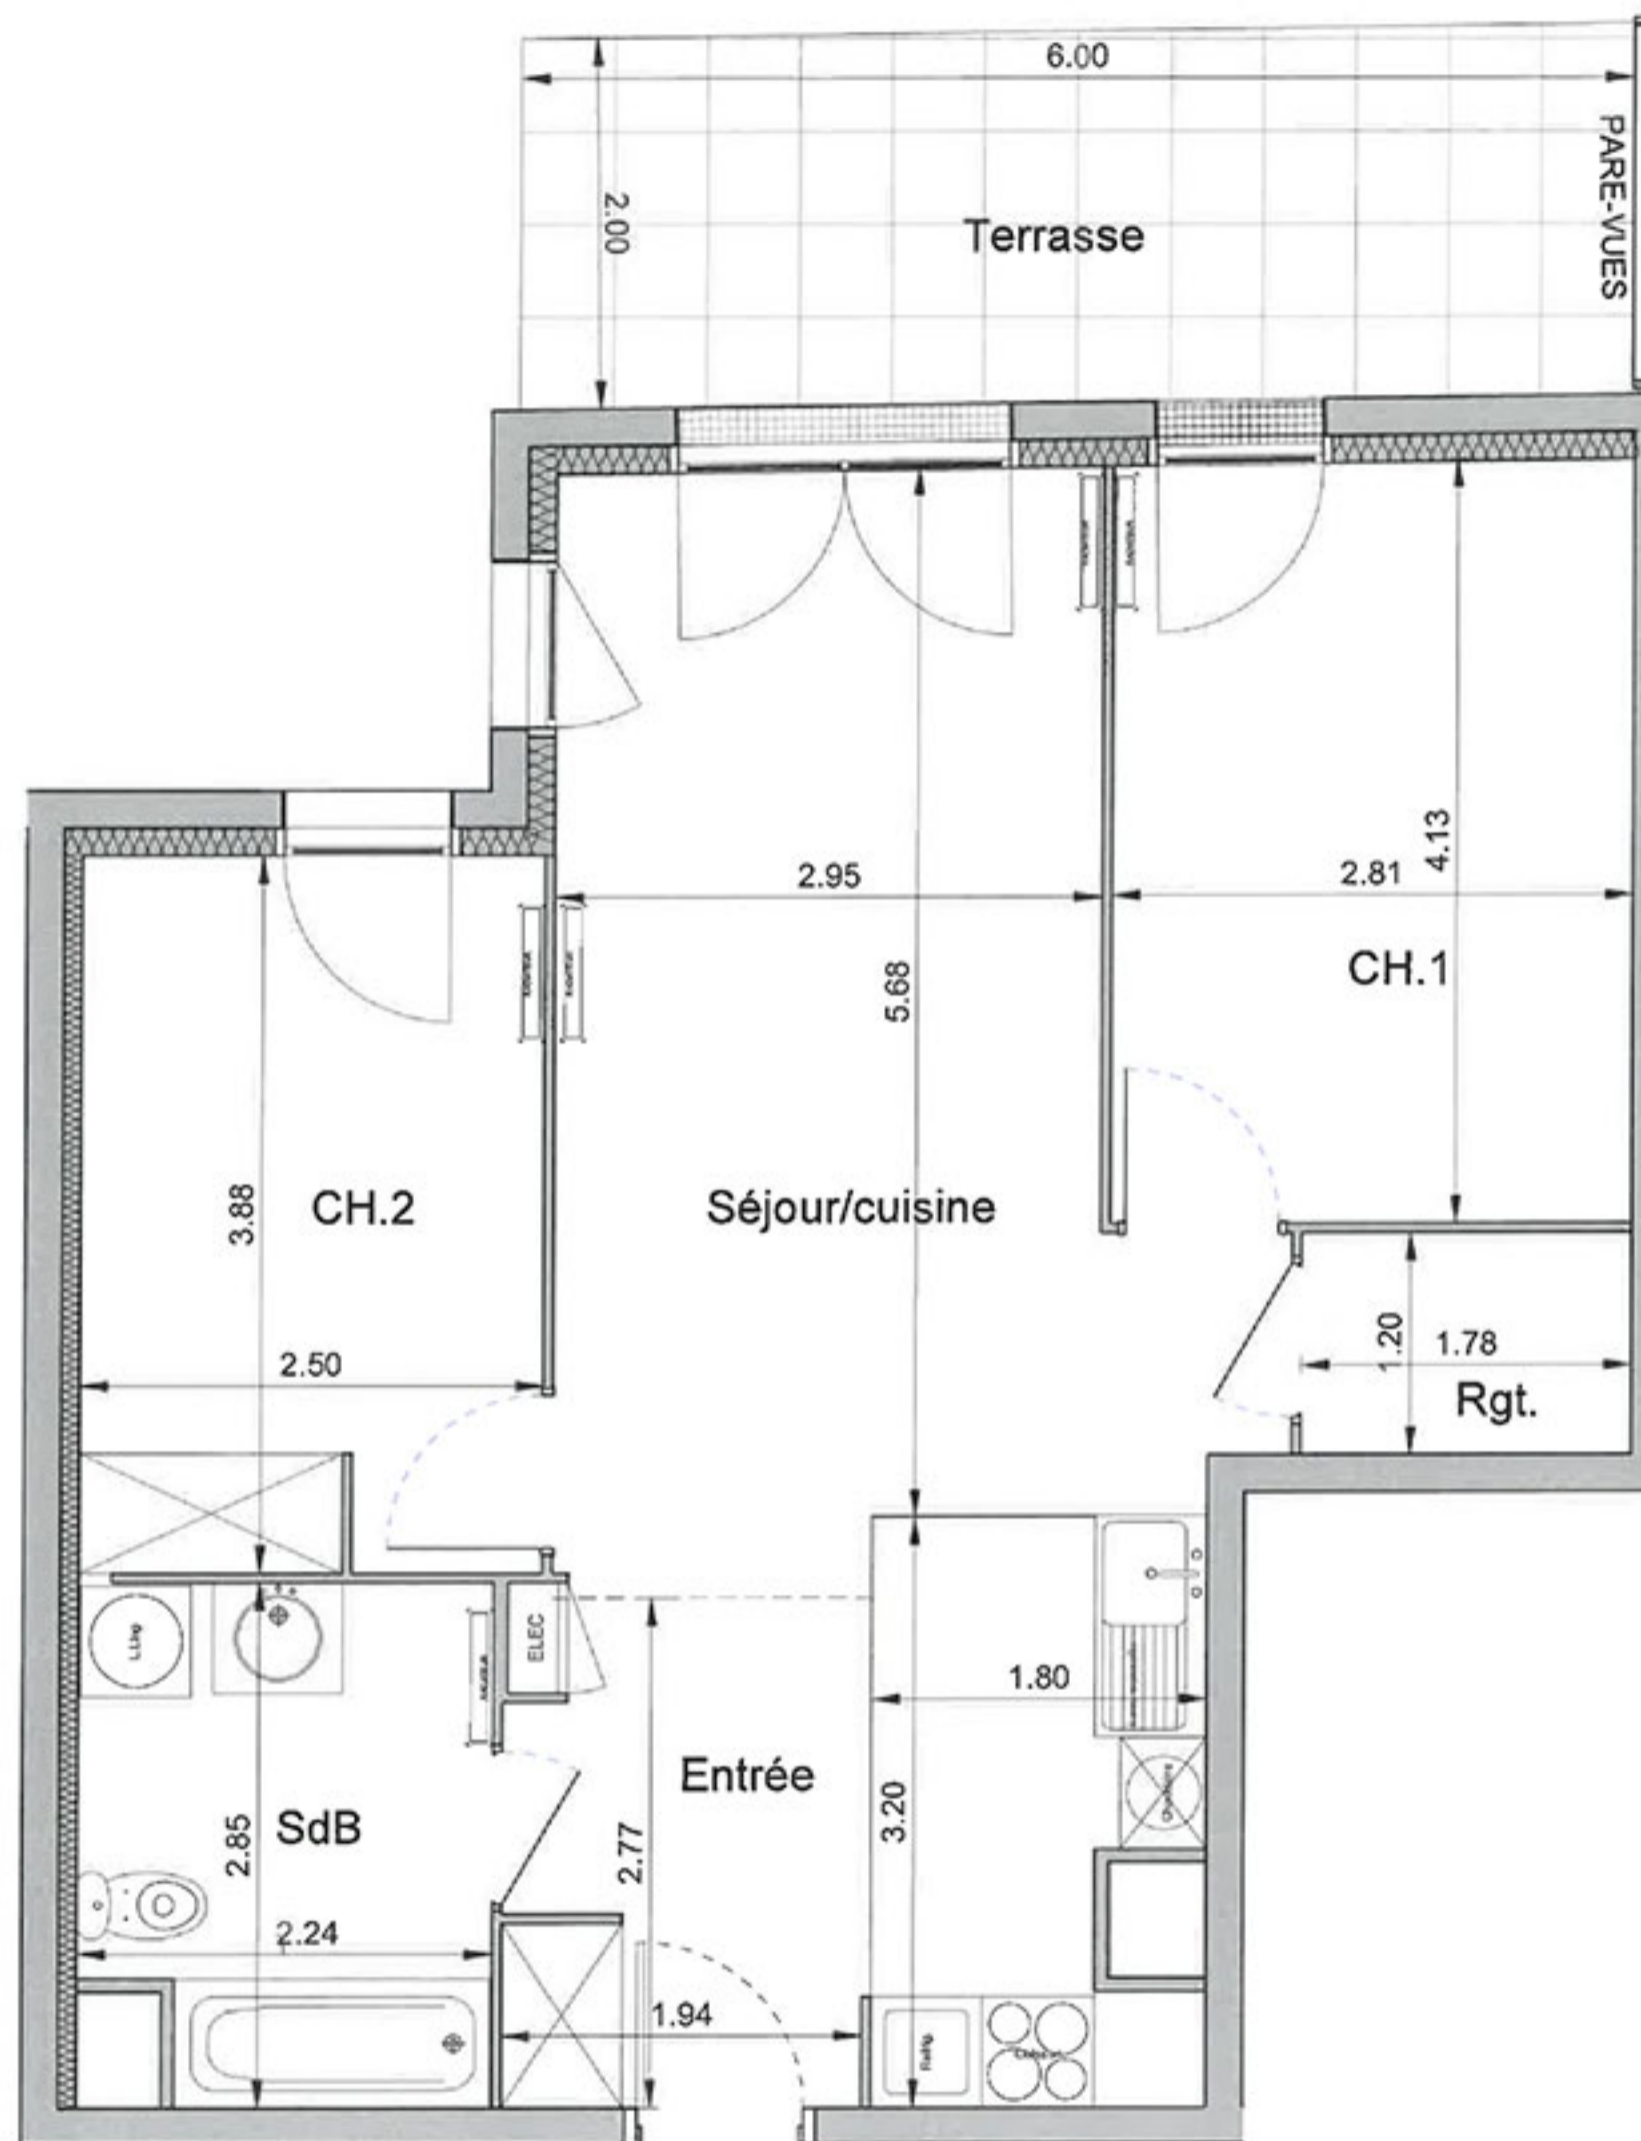 6.00
PARE-VUES
2.00
Terrasse
2.95
2.81
4.13
CH.1
5.68
3.88
CH.2
Séjour/cuisine
2.50
1.20
1.78
Rgt.
L.Lng
ELEC
1.80
Entrée
3.20
SdB
2.85
2.77
2.24
1.94